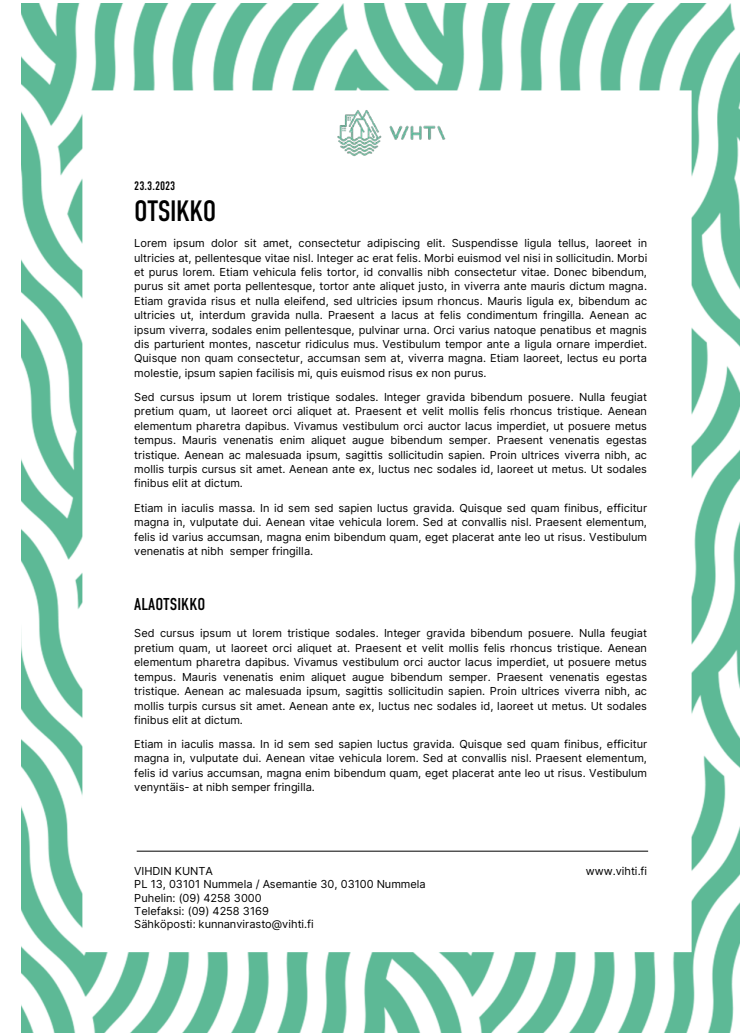 VIHTI
23.3.2023
OTSIKKO
Lorem ipsum dolor sit amet, consectetur adipiscing elit. Suspendisse ligula tellus, laoreet in
ultricies at, pellentesque vitae nisl. Integer ac erat felis. Morbi euismod vel nisi in sollicitudin. Morbi
et purus lorem. Etiam vehicula felis tortor, id convallis nibh consectetur vitae. Donec bibendum,
purus sit amet porta pellentesque, tortor ante aliquet justo, in viverra ante mauris dictum magna.
Etiam gravida risus et nulla eleifend, sed ultricies ipsum rhoncus. Mauris ligula ex, bibendum ac
ultricies ut, interdum gravida nulla. Praesent a lacus at felis condimentum fringilla. Aenean ac
ipsum viverra, sodales enim pellentesque, pulvinar urna. Orci varius natoque penatibus et magnis
dis parturient montes, nascetur ridiculus mus. Vestibulum tempor ante a ligula ornare imperdiet.
Quisque non quam consectetur, accumsan sem at, viverra magna. Etiam laoreet, lectus eu porta
molestie, ipsum sapien facilisis mi, quis euismod risus ex non purus.
Sed cursus ipsum ut lorem tristique sodales. Integer gravida bibendum posuere. Nulla feugiat
pretium quam, ut laoreet orci aliquet at. Praesent et velit mollis felis rhoncus tristique. Aenean
elementum pharetra dapibus. Vivamus vestibulum orci auctor lacus imperdiet, ut posuere metus
tempus. Mauris venenatis enim aliquet augue bibendum semper. Praesent venenatis egestas
tristique. Aenean ac malesuada ipsum, sagittis sollicitudin sapien. Proin ultrices viverra nibh, ac
mollis turpis cursus sit amet. Aenean ante ex, luctus nec sodales id, laoreet ut metus. Ut sodales
finibus elit at dictum.
Etiam in iaculis massa. In id sem sed sapien luctus gravida. Quisque sed quam finibus, efficitur
magna in, vulputate dui. Aenean vitae vehicula lorem. Sed at convallis nisl. Praesent elementum,
felis id varius accumsan, magna enim bibendum quam, eget placerat ante leo ut risus. Vestibulum
venenatis at nibh  semper fringilla.
ALAOTSIKKO
Sed cursus ipsum ut lorem tristique sodales. Integer gravida bibendum posuere. Nulla feugiat
pretium quam, ut laoreet orci aliquet at. Praesent et velit mollis felis rhoncus tristique. Aenean
elementum pharetra dapibus. Vivamus vestibulum orci auctor lacus imperdiet, ut posuere metus
tempus. Mauris venenatis enim aliquet augue bibendum semper. Praesent venenatis egestas
tristique. Aenean ac malesuada ipsum, sagittis sollicitudin sapien. Proin ultrices viverra nibh, ac
mollis turpis cursus sit amet. Aenean ante ex, luctus nec sodales id, laoreet ut metus. Ut sodales
finibus elit at dictum.
Etiam in iaculis massa. In id sem sed sapien luctus gravida. Quisque sed quam finibus, efficitur
magna in, vulputate dui. Aenean vitae vehicula lorem. Sed at convallis nisl. Praesent elementum,
felis id varius accumsan, magna enim bibendum quam, eget placerat ante leo ut risus. Vestibulum
venyntäis- at nibh semper fringilla.
VIHDIN KUNTA www.vihti.fi
PL 13, 03101 Nummela / Asemantie 30, 03100 Nummela
Puhelin: (09) 4258 3000
Telefaksi: (09) 4258 3169
Sähköposti: kunnanvirasto@vihti.fi